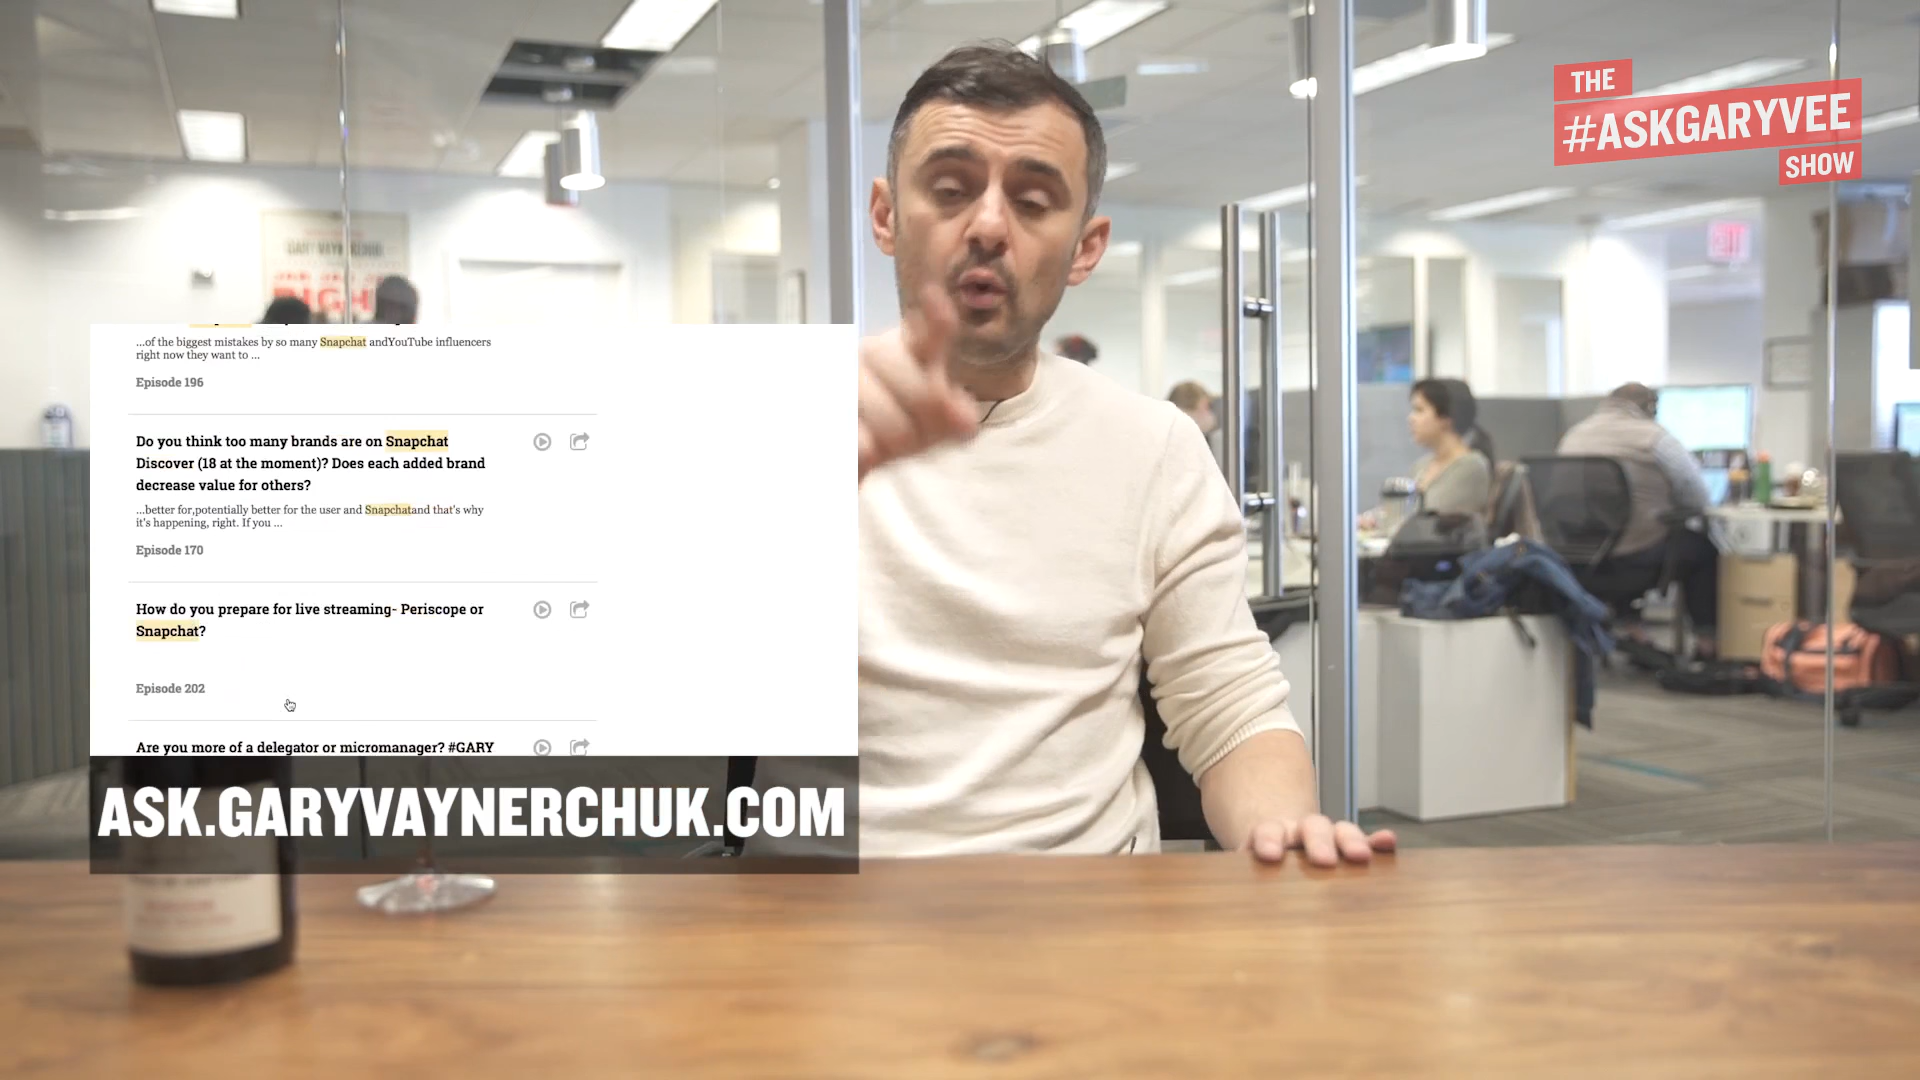 THE
#ASKGARYVEE
SHOW
GARY VAYNERCHUK
RIGH
EXIT
...of the biggest mistakes by so many Snapchat andYouTube influencers
right now they want to ...
Episode 196
Do you think too many brands are on Snapchat
Discover (18 at the moment)? Does each added brand
decrease value for others?
...better for,potentially better for the user and Snapchatand that's why
it's happening, right. If you ...
Episode 170
How do you prepare for live streaming- Periscope or
Snapchat?
Episode 202
Are you more of a delegator or micromanager? #GARY
ASK.GARYVAYNERCHUK.COM